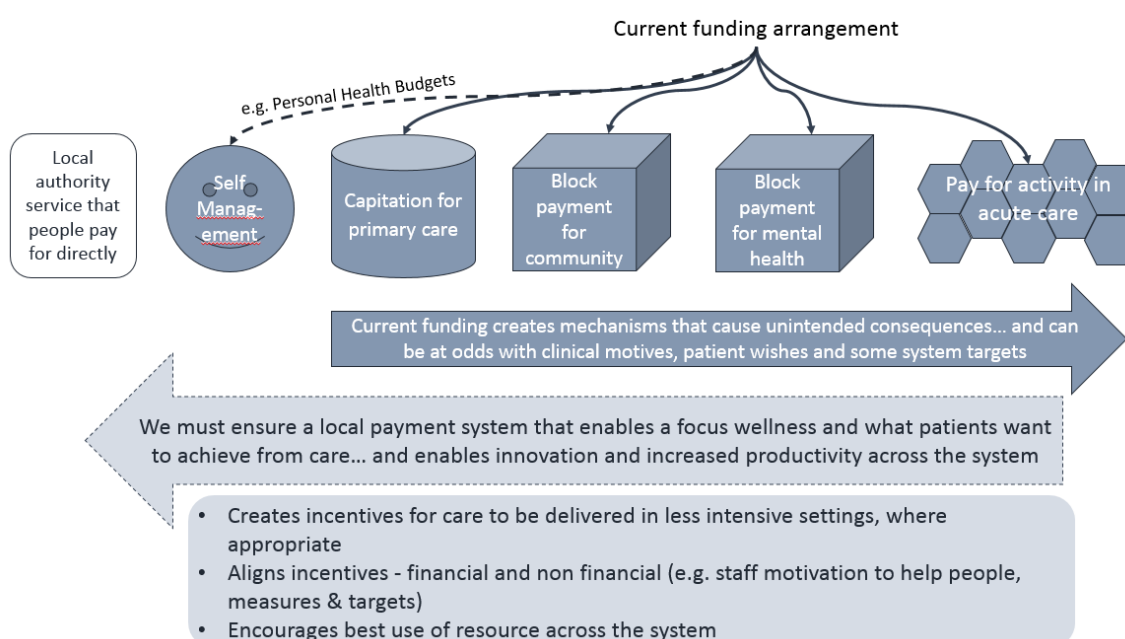 Current funding arrangement
e.g. Personal Health Budgets
Local
authority
service that
people pay
for directly
Self
Manag-
ement
Capitation for
primary care
Block
payment
for
community
Block
payment
for mental
health
Pay for activity in
acute care
Current funding creates mechanisms that cause unintended consequences... and can
be at odds with clinical motives, patient wishes and some system targets
We must ensure a local payment system that enables a focus wellness and what patients want
to achieve from care... and enables innovation and increased productivity across the system
• Creates incentives for care to be delivered in less intensive settings, where
appropriate
• Aligns incentives - financial and non financial (e.g. staff motivation to help people,
measures & targets)
• Encourages best use of resource across the system